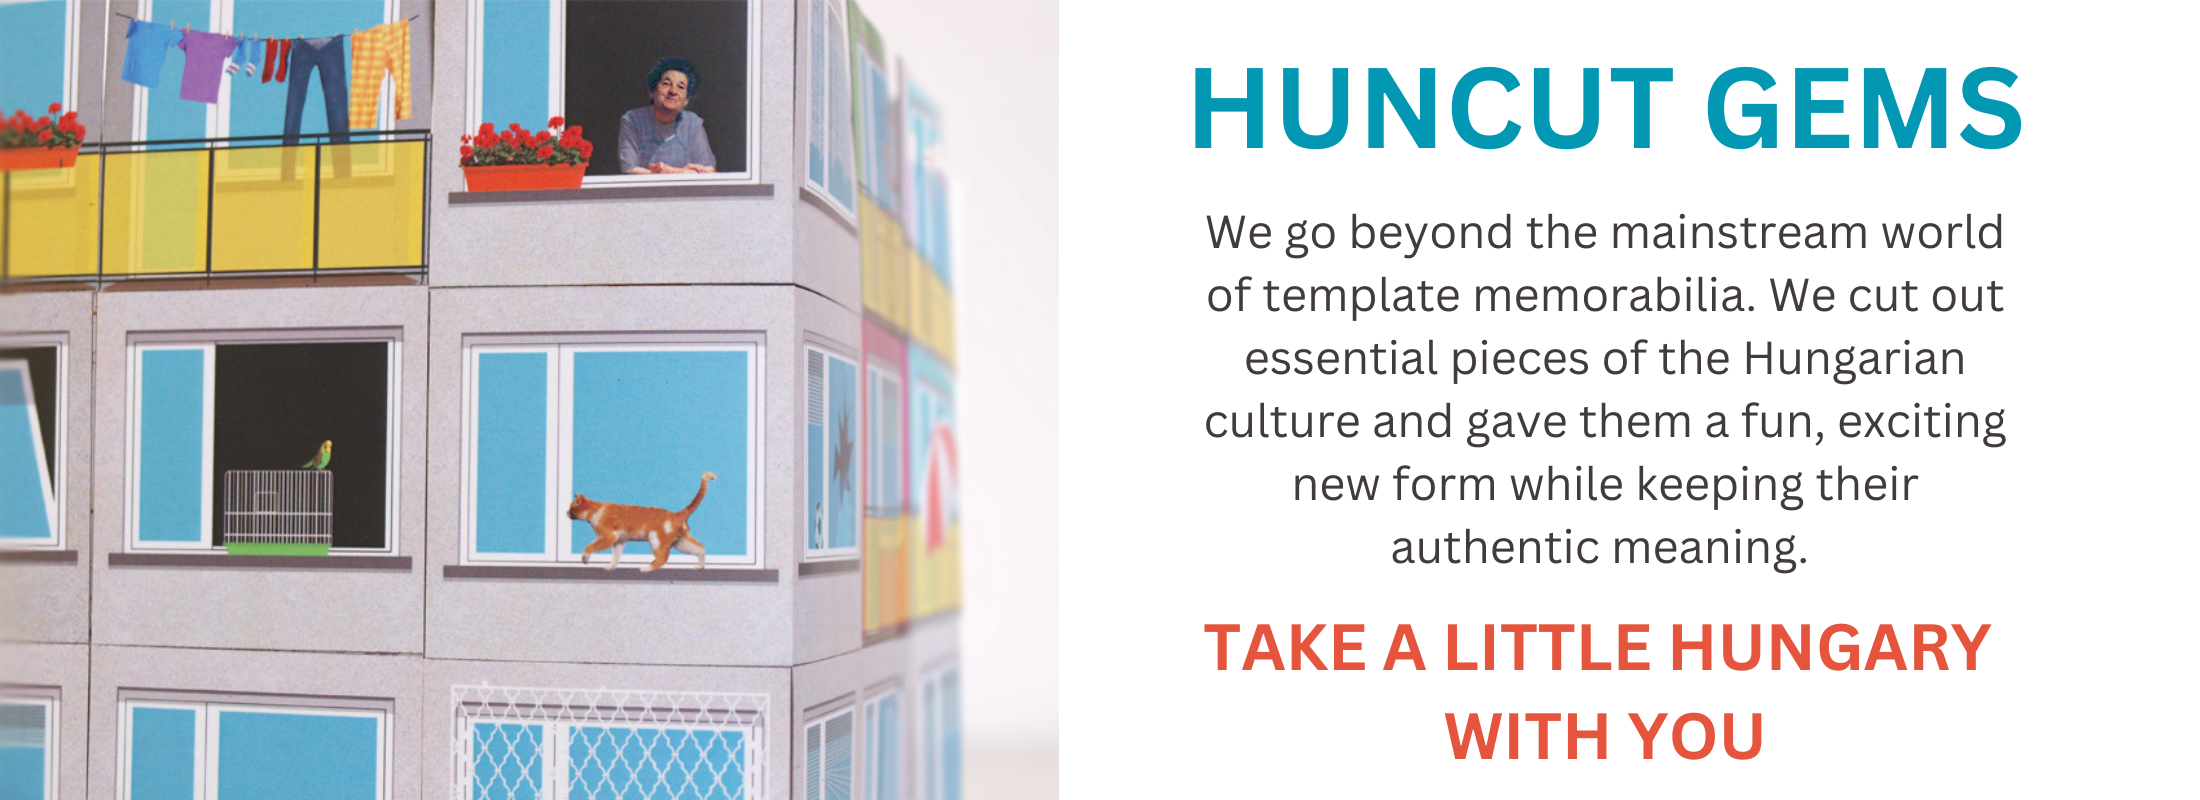 HUNCUT GEMS
We go beyond the mainstream world
of template memorabilia. We cut out
essential pieces of the Hungarian
culture and gave them a fun, exciting
new form while keeping their
authentic meaning.
TAKE A LITTLE HUNGARY
WITH YOU